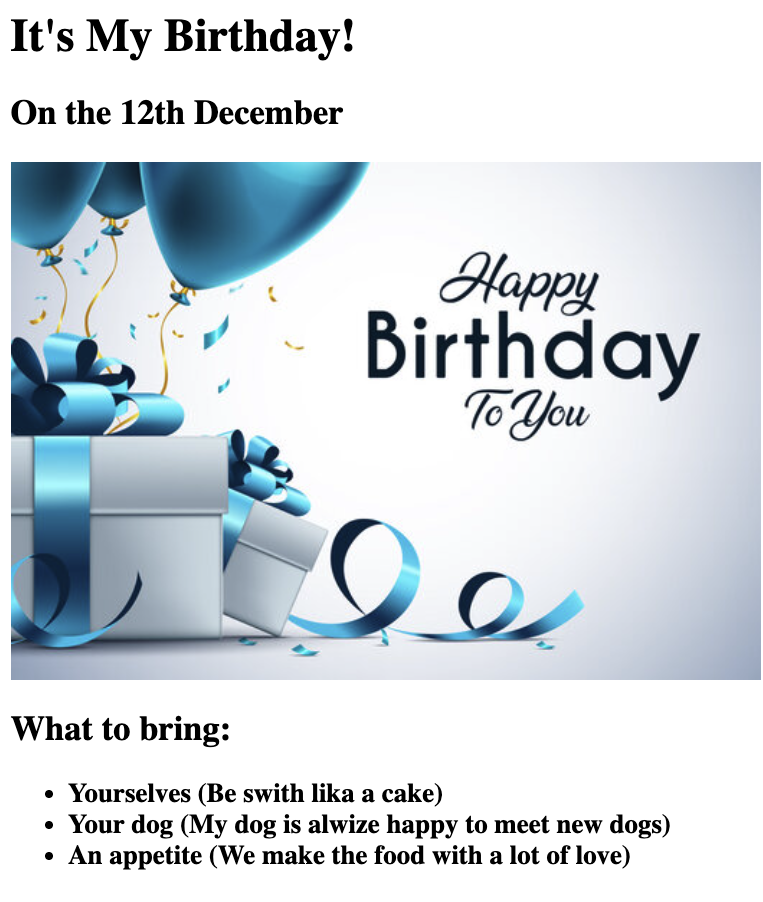 It's My Birthday!
On the 12th December
Happy
Birthday
To You
What to bring:
• Yourselves (Be swith lika a cake)
• Your dog (My dog is alwize happy to meet new dogs)
• An appetite (We make the food with a lot of love)